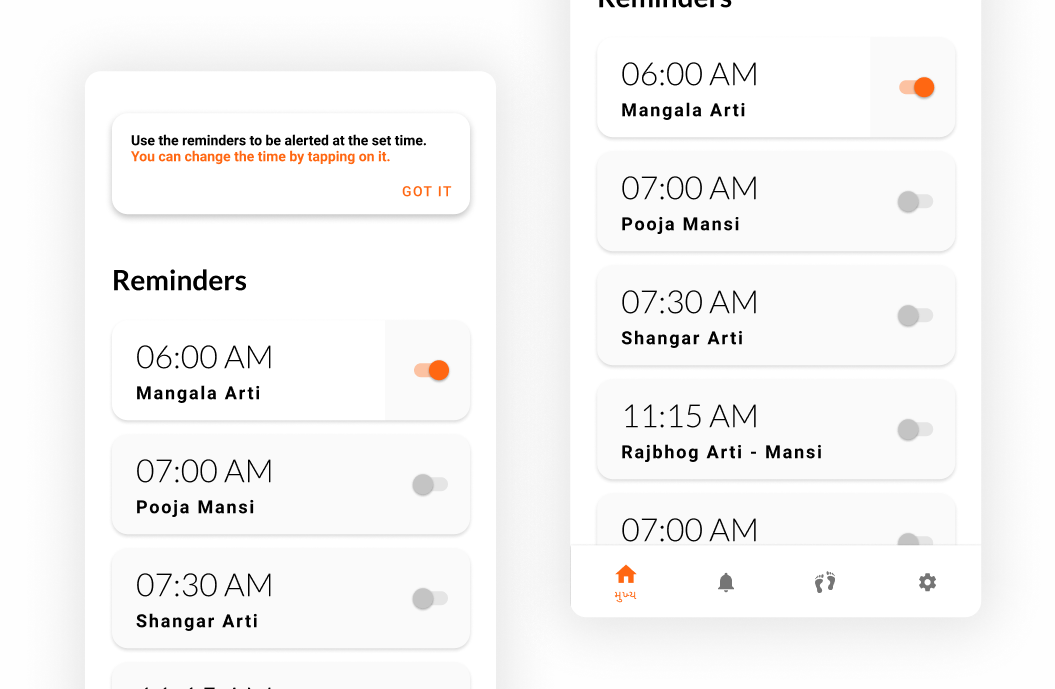 Use the reminders to be alerted at the set time.
You can change the time by tapping on it.
GOT IT
Reminders
06:00 AM
Mangala Arti
07:00 AM
Pooja Mansi
07:30 AM
Shangar Arti
Reminders
06:00 AM
Mangala Arti
07:00 AM
Pooja Mansi
07:30 AM
Shangar Arti
11:15 AM
Rajbhog Arti - Mansi
07:00 AM
મુખ્ય